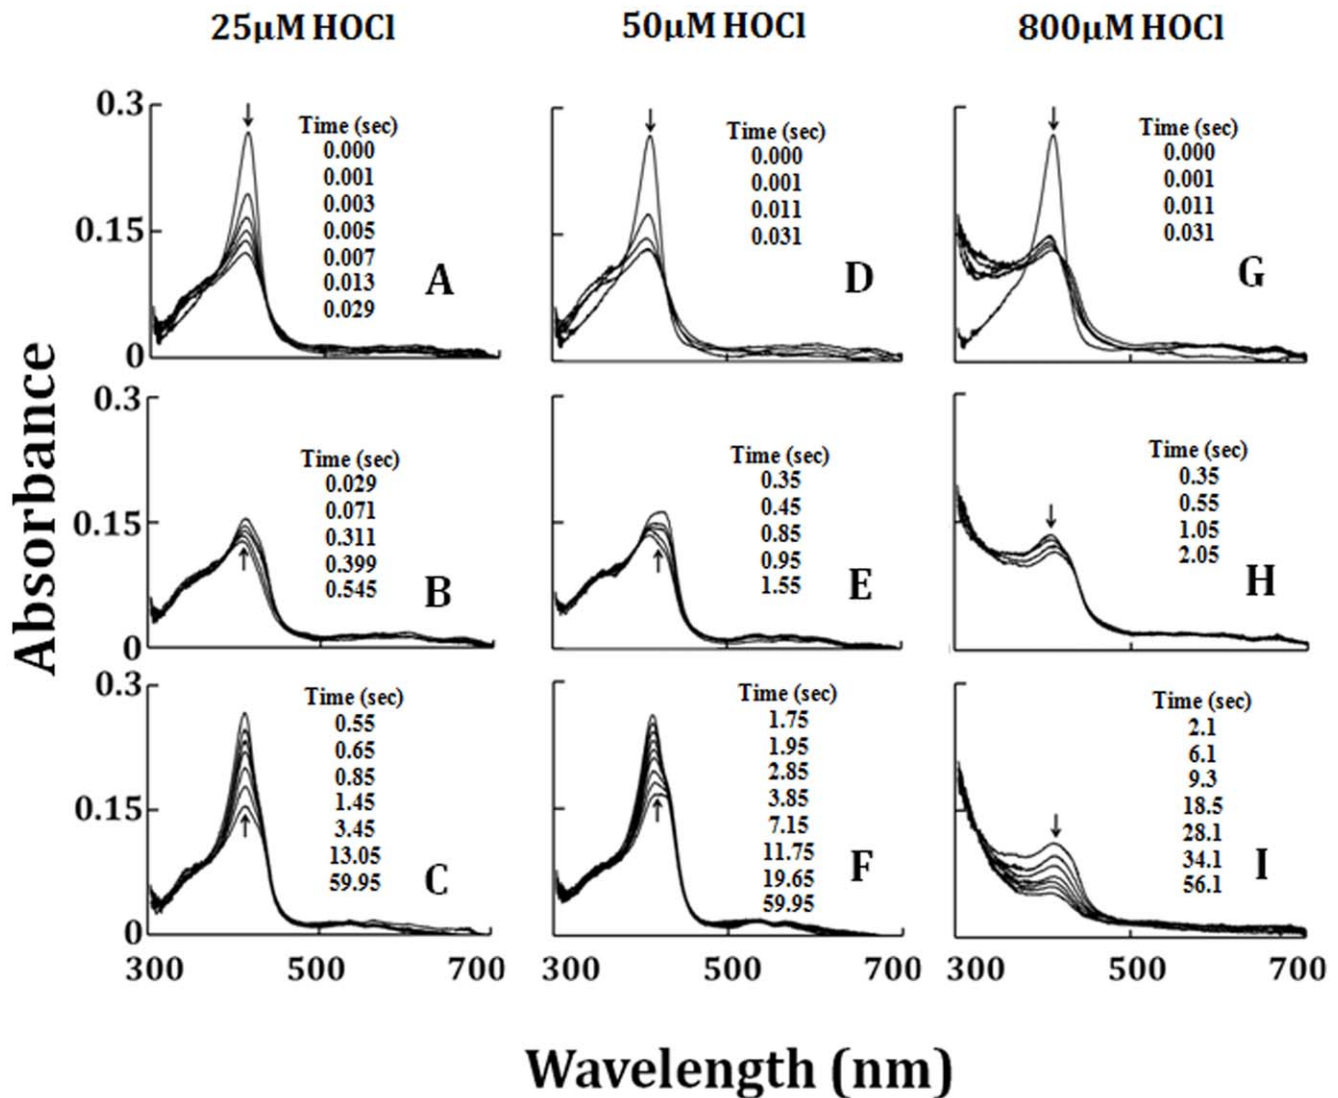 25µM HOCl
50µM HOCl
800µM HOCl
Absorbance
0.3
0.15
0
Time (sec)
0.000
0.001
0.003
0.005
0.007
0.013
0.029
A
Time (sec)
0.000
0.001
0.011
0.031
D
Time (sec)
0.000
0.001
0.011
0.031
G
0.3
0.15
0
Time (sec)
0.029
0.071
0.311
0.399
0.545
B
Time (sec)
0.35
0.45
0.85
0.95
1.55
E
Time (sec)
0.35
0.55
1.05
2.05
H
0.3
0.15
0
Time (sec)
0.55
0.65
0.85
1.45
3.45
13.05
59.95
C
Time (sec)
1.75
1.95
2.85
3.85
7.15
11.75
19.65
59.95
F
Time (sec)
2.1
6.1
9.3
18.5
28.1
34.1
56.1
I
300 500 700
300 500 700
300 500 700
Wavelength (nm)